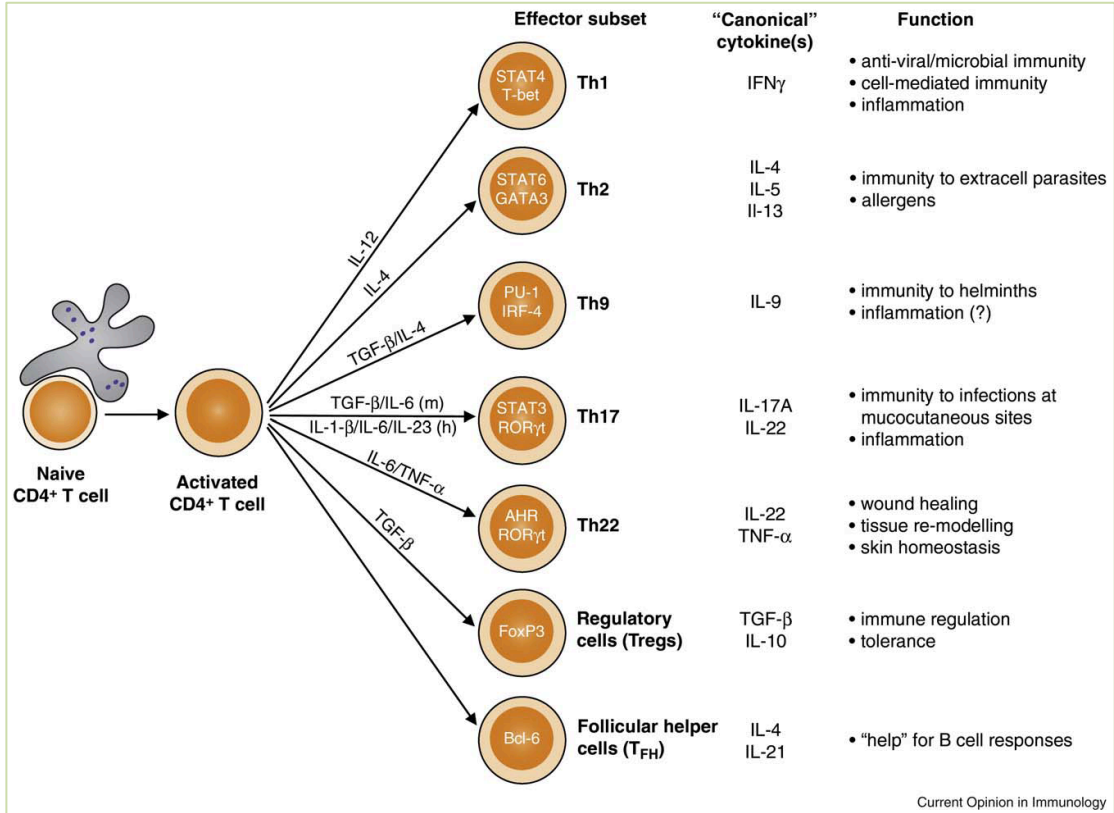 Effector subset
“Canonical”
cytokine(s)
Function
STAT4
T-bet
Th1
IFNγ
• anti-viral/microbial immunity
• cell-mediated immunity
• inflammation
STAT6
GATA3
Th2
IL-4
IL-5
Il-13
• immunity to extracell parasites
• allergens
PU-1
IRF-4
Th9
IL-9
• immunity to helminths
• inflammation (?)
STAT3
RORγt
Th17
IL-17A
IL-22
• immunity to infections at
mucocutaneous sites
• inflammation
AHR
RORγt
Th22
IL-22
TNF-α
• wound healing
• tissue re-modelling
• skin homeostasis
FoxP3
Regulatory
cells (Tregs)
TGF-β
IL-10
• immune regulation
• tolerance
Bcl-6
Follicular helper
cells (TFH)
IL-4
IL-21
• “help” for B cell responses
IL-12
IL-4
TGF-β/IL-4
TGF-β/IL-6 (m)
IL-1-β/IL-6/IL-23 (h)
IL-6/TNF-α
TGF-β
Naive
CD4+ T cell
Activated
CD4+ T cell
Current Opinion in Immunology